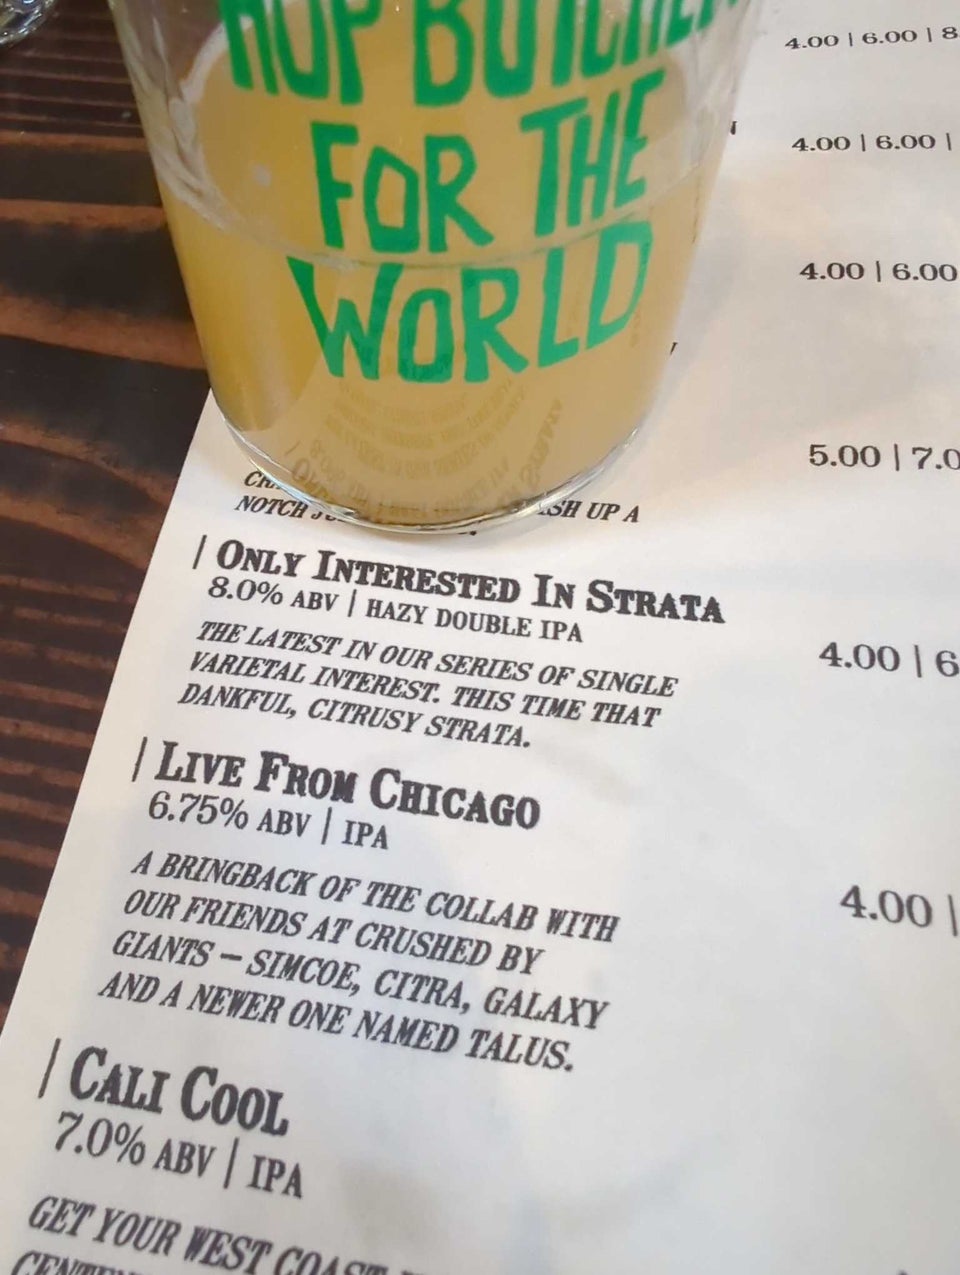 HOP BUTCHER
FOR THE
WORLD
4.00 | 6.00 | 8
4.00 | 6.00 |
4.00 | 6.00
5.00 | 7.0
NOTCH
SH UP A
| ONLY INTERESTED IN STRATA
8.0% ABV | HAZY DOUBLE IPA
4.00 | 6
THE LATEST IN OUR SERIES OF SINGLE
VARIETAL INTEREST. THIS TIME THAT
DANKFUL, CITRUSY STRATA.
| LIVE FROM CHICAGO
6.75% ABV | IPA
4.00 |
A BRINGBACK OF THE COLLAB WITH
OUR FRIENDS AT CRUSHED BY
GIANTS – SIMCOE, CITRA, GALAXY
AND A NEWER ONE NAMED TALUS.
| CALI COOL
7.0% ABV | IPA
GET YOUR WEST COAST